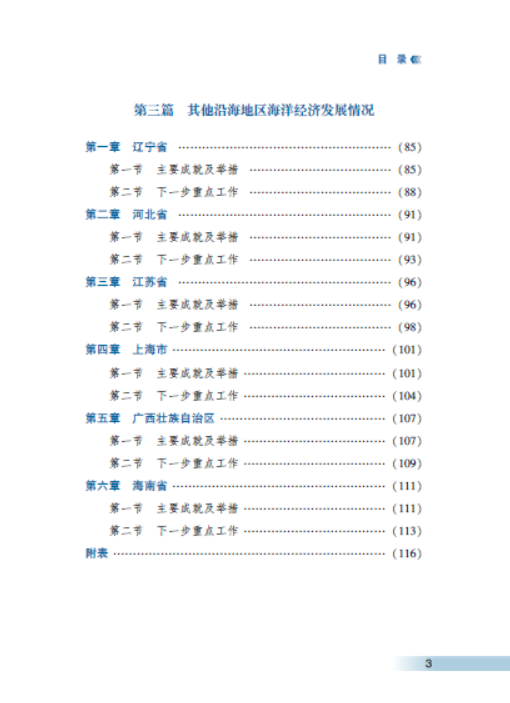 目 录
第三篇 其他沿海地区海洋经济发展情况
第一章 辽宁省 ……………………………………………… (85)
第一节 主要成就及举措 ……………………………… (85)
第二节 下一步重点工作 ……………………………… (88)
第二章 河北省 ……………………………………………… (91)
第一节 主要成就及举措 ……………………………… (91)
第二节 下一步重点工作 ……………………………… (93)
第三章 江苏省 ……………………………………………… (96)
第一节 主要成就及举措 ……………………………… (96)
第二节 下一步重点工作 ……………………………… (98)
第四章 上海市 ……………………………………………… (101)
第一节 主要成就及举措 ……………………………… (101)
第二节 下一步重点工作 ……………………………… (104)
第五章 广西壮族自治区 …………………………………… (107)
第一节 主要成就及举措 ……………………………… (107)
第二节 下一步重点工作 ……………………………… (109)
第六章 海南省 ……………………………………………… (111)
第一节 主要成就及举措 ……………………………… (111)
第二节 下一步重点工作 ……………………………… (113)
附表 …………………………………………………………… (116)
3